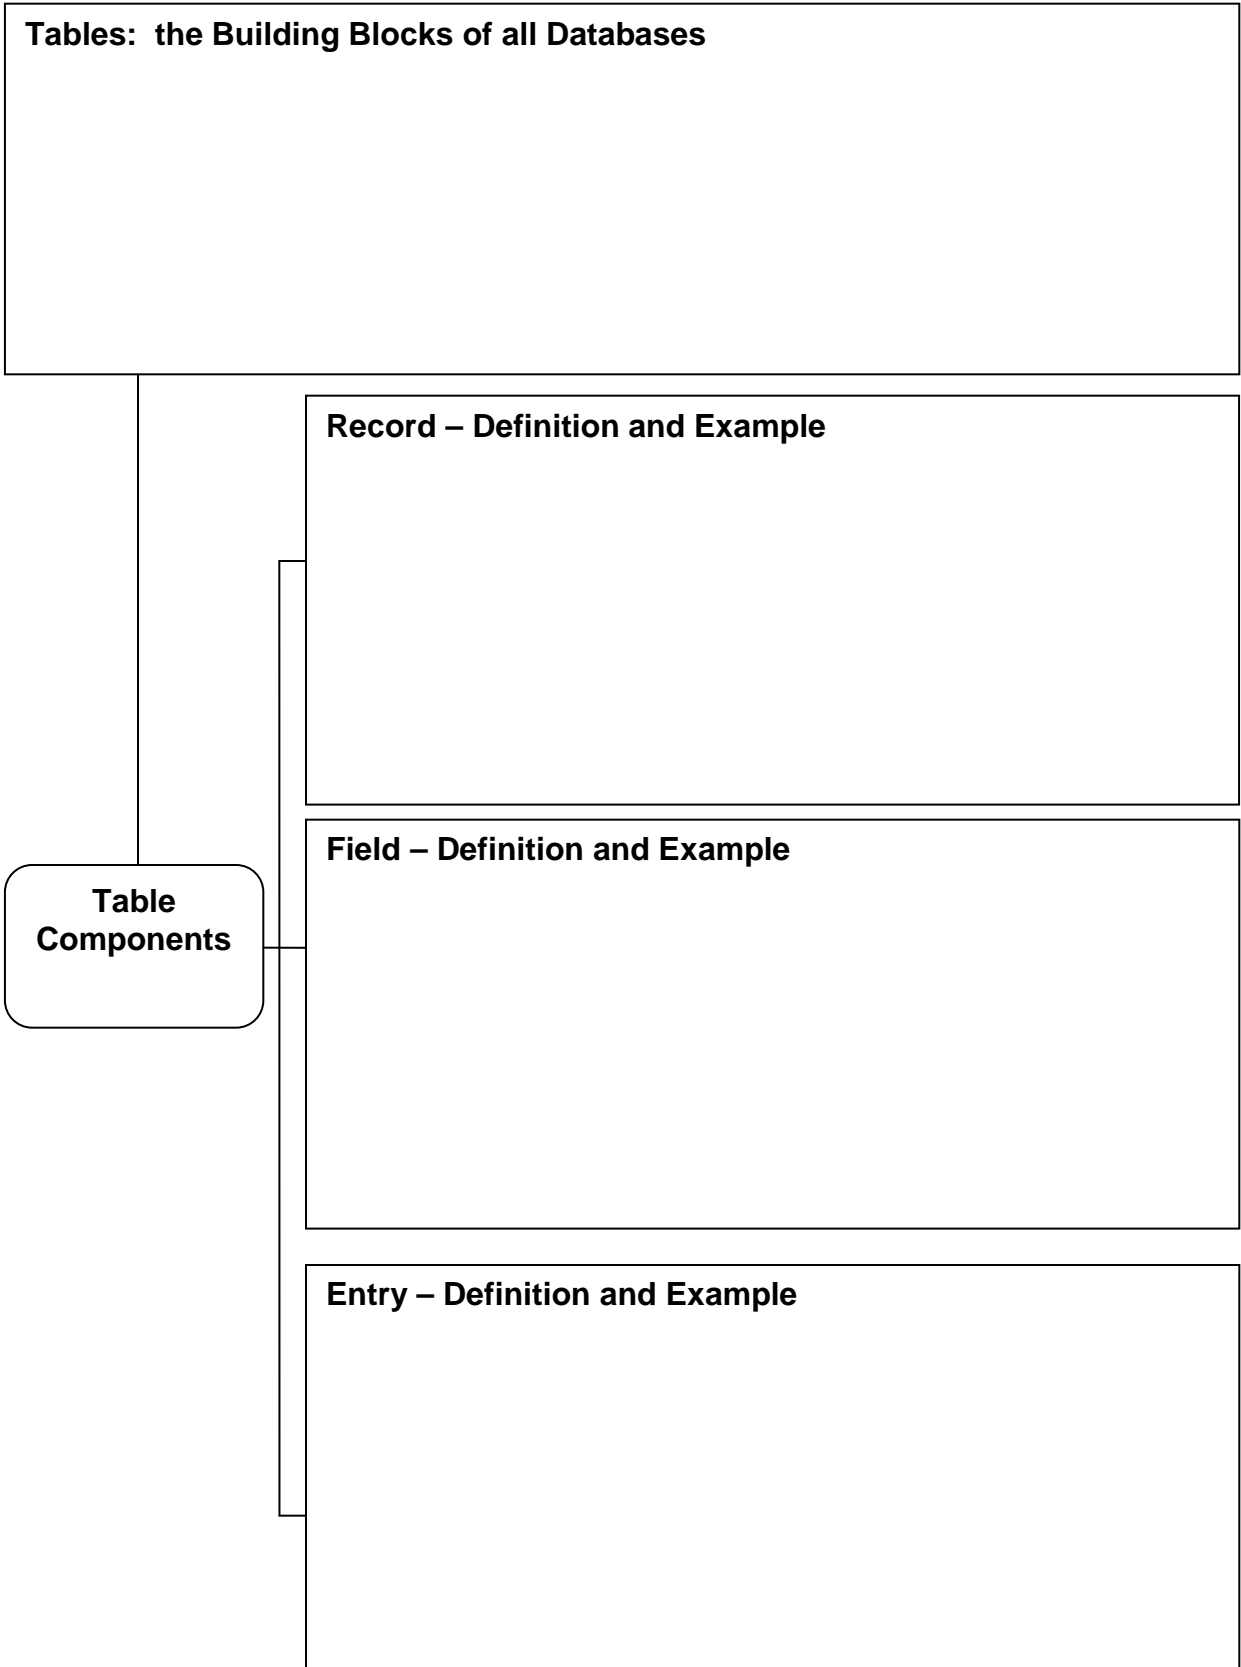 Tables:  the Building Blocks of all Databases
Record – Definition and Example
Field – Definition and Example
Table
Components
Entry – Definition and Example